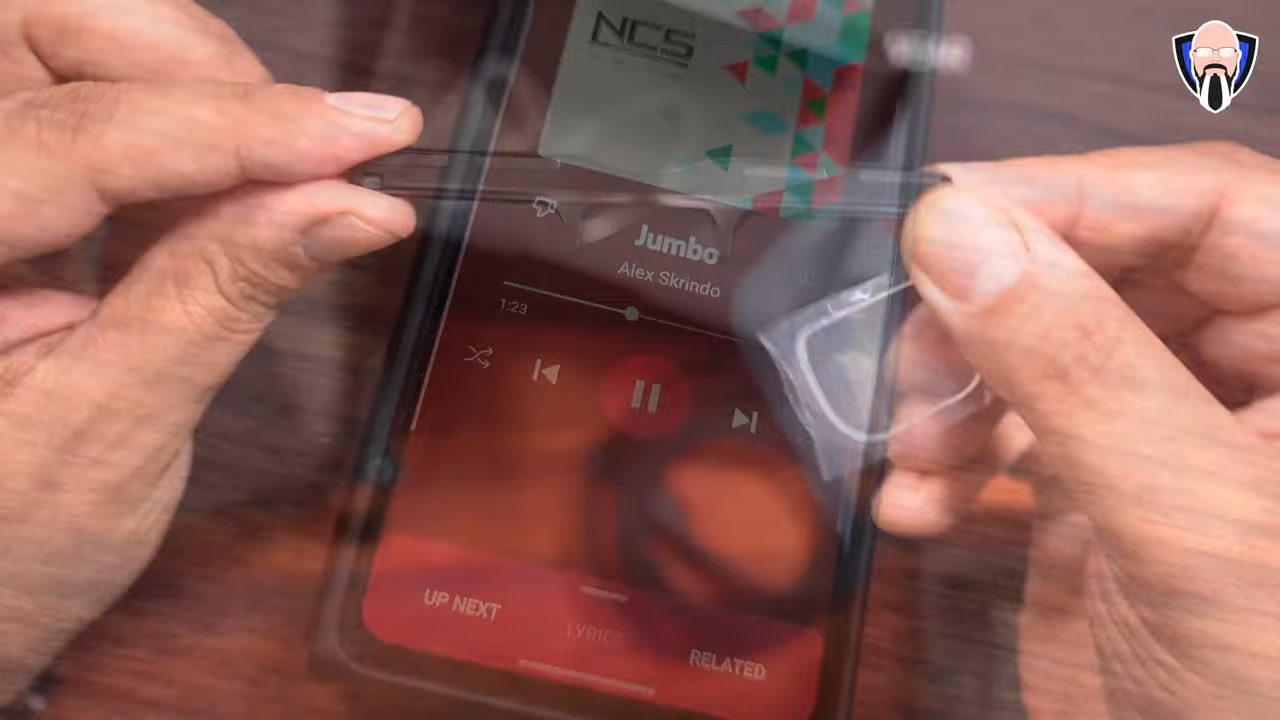 NCS
Jumbo
Alex Skrindo
1:23
UP NEXT
LYRICS
RELATED